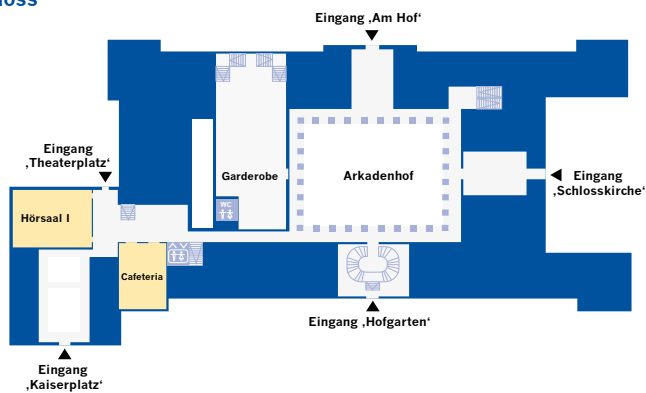 Eingang ‚Am Hof‘
Eingang
‚Theaterplatz‘
Garderobe
Arkadenhof
Eingang
‚Schlosskirche‘
WC
Hörsaal I
Cafeteria
Eingang ‚Hofgarten‘
Eingang
‚Kaiserplatz‘